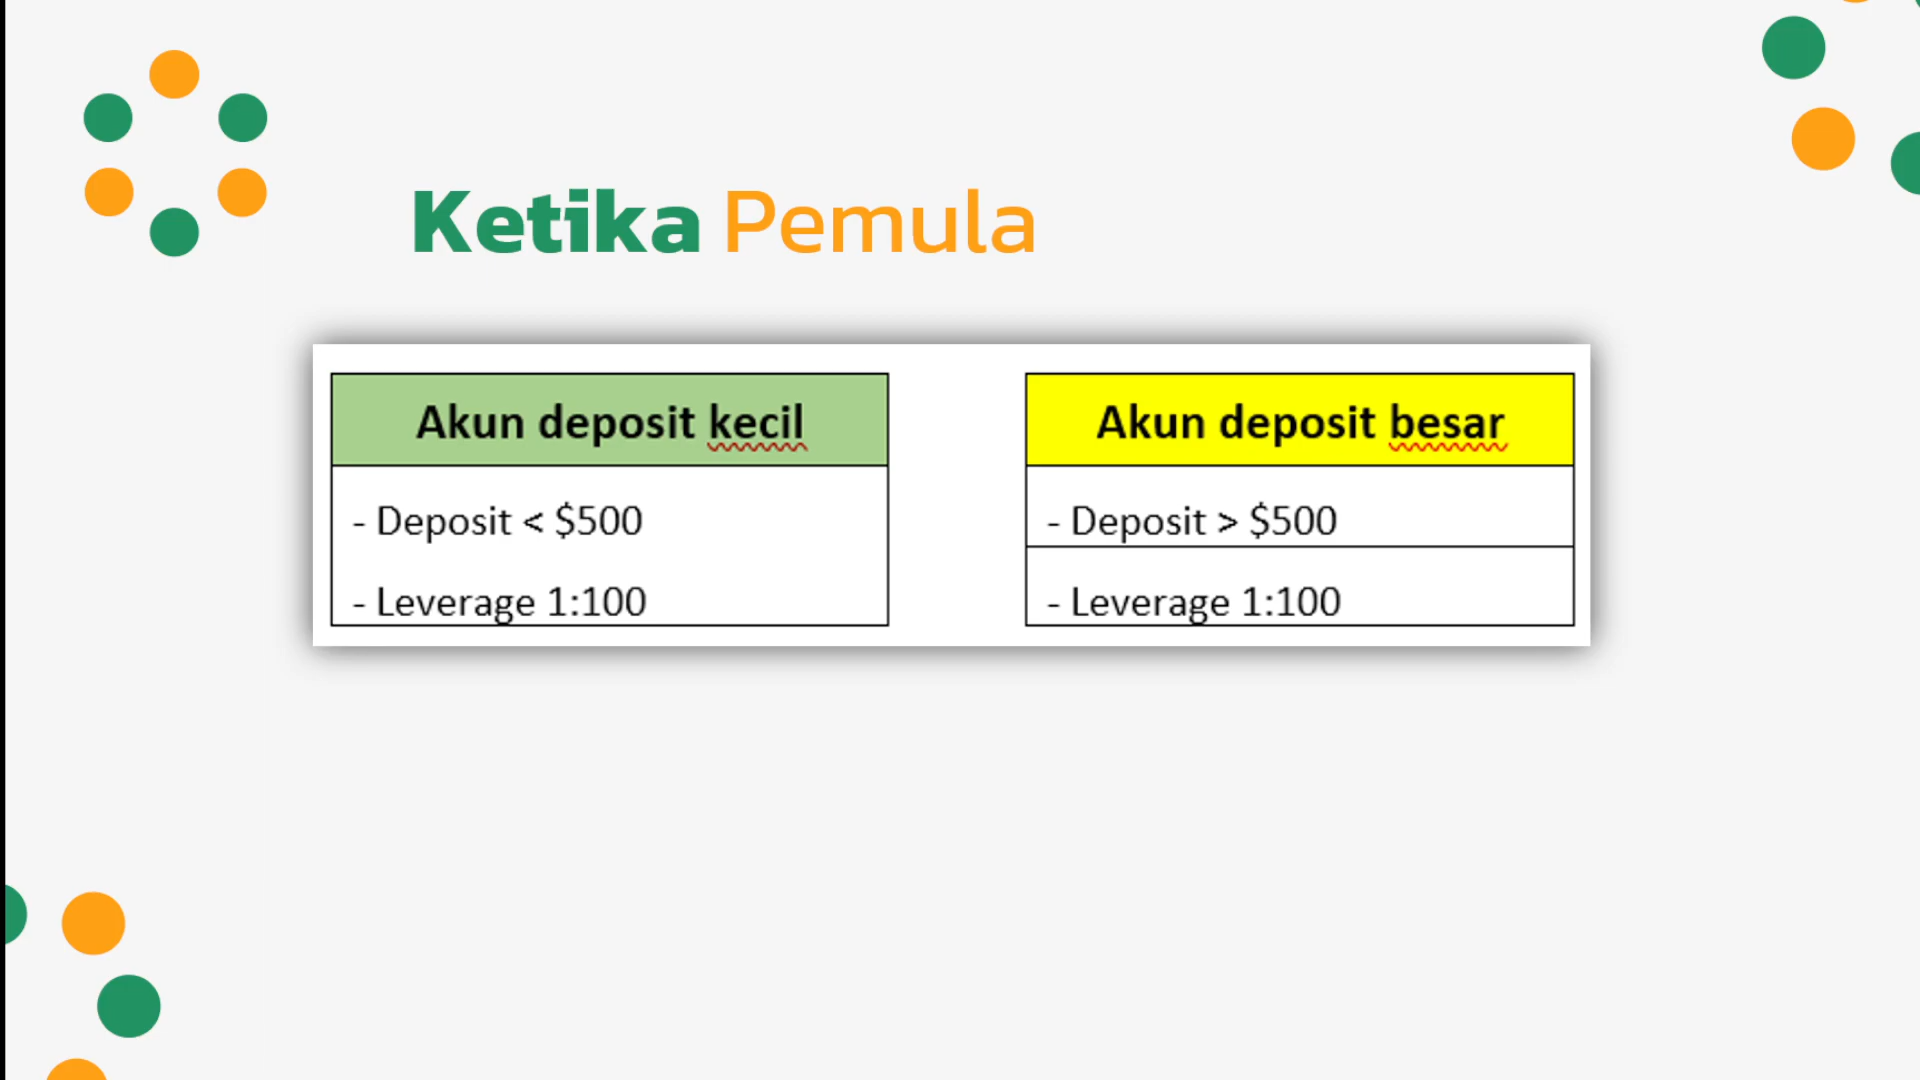 Ketika Pemula
Akun deposit kecil
- Deposit < $500
- Leverage 1:100
Akun deposit besar
- Deposit > $500
- Leverage 1:100